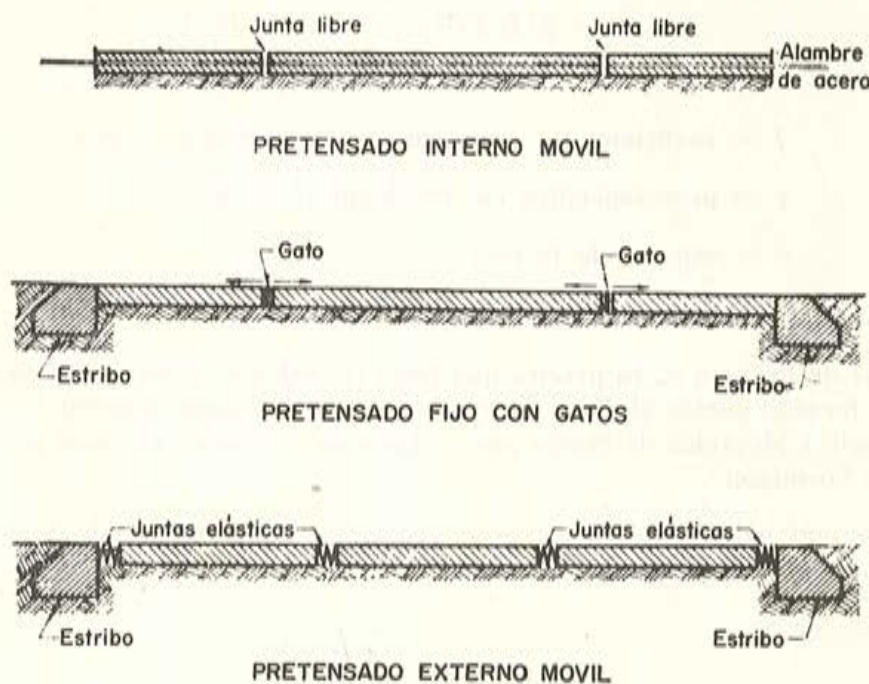 Junta libre Junta libre
Alambre
de acero
PRETENSADO INTERNO MOVIL
Gato Gato
Estribo Estribo
PRETENSADO FIJO CON GATOS
Juntas elásticas Juntas elásticas
Estribo Estribo
PRETENSADO EXTERNO MOVIL